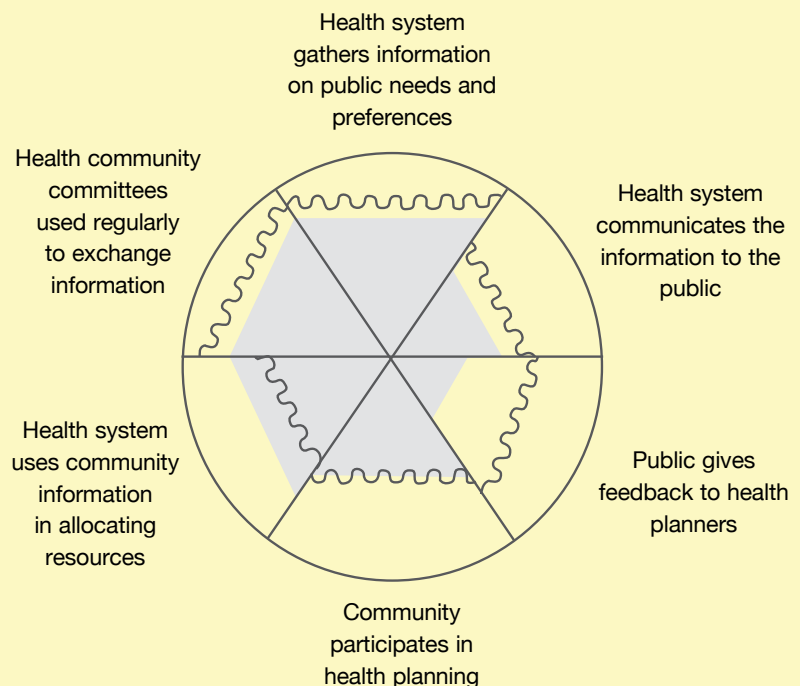 Health system
gathers information
on public needs and
preferences
Health community
committees
used regularly
to exchange
information
Health system
communicates the
information to the
public
Health system
uses community
information
in allocating
resources
Public gives
feedback to health
planners
Community
participates in
health planning